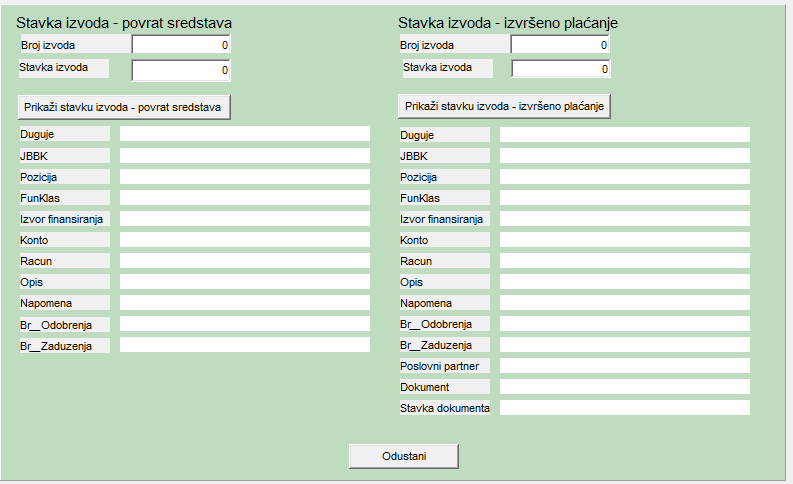 Stavka izvoda - povrat sredstava
Broj izvoda 0
Stavka izvoda 0
Prikaži stavku izvoda - povrat sredstava
Duguje
JBBK
Pozicija
FunKlas
Izvor finansiranja
Konto
Racun
Opis
Napomena
Br__Odobrenja
Br__Zaduzenja
Stavka izvoda - izvršeno plaćanje
Broj izvoda 0
Stavka izvoda 0
Prikaži stavku izvoda - izvršeno plaćanje
Duguje
JBBK
Pozicija
FunKlas
Izvor finansiranja
Konto
Racun
Opis
Napomena
Br__Odobrenja
Br__Zaduzenja
Poslovni partner
Dokument
Stavka dokumenta
Odustani